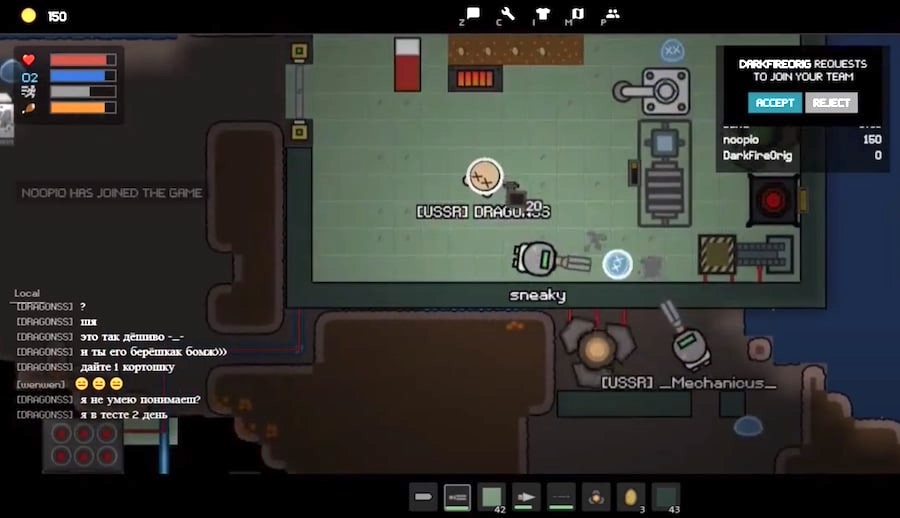 150
Z
C
I
M
P
O2
DARKFIREORIG REQUESTS
TO JOIN YOUR TEAM
ACCEPT
REJECT
noopio 150
DarkFireOrig 0
NOOPIO HAS JOINED THE GAME
20
[USSR] DRAGONSS
sneaky
Local
[DRAGONSS] ?
[DRAGONSS] шя
[DRAGONSS] это так дёшиво -_-
[DRAGONSS] и ты его берёшкак бомж)))
[DRAGONSS] дайте 1 кортошку
[wenwen] 😑 😑 😑
[DRAGONSS] я не умею понимаеш?
[DRAGONSS] я в тесте 2 день
[USSR] _Mechanicus_
42
3
43